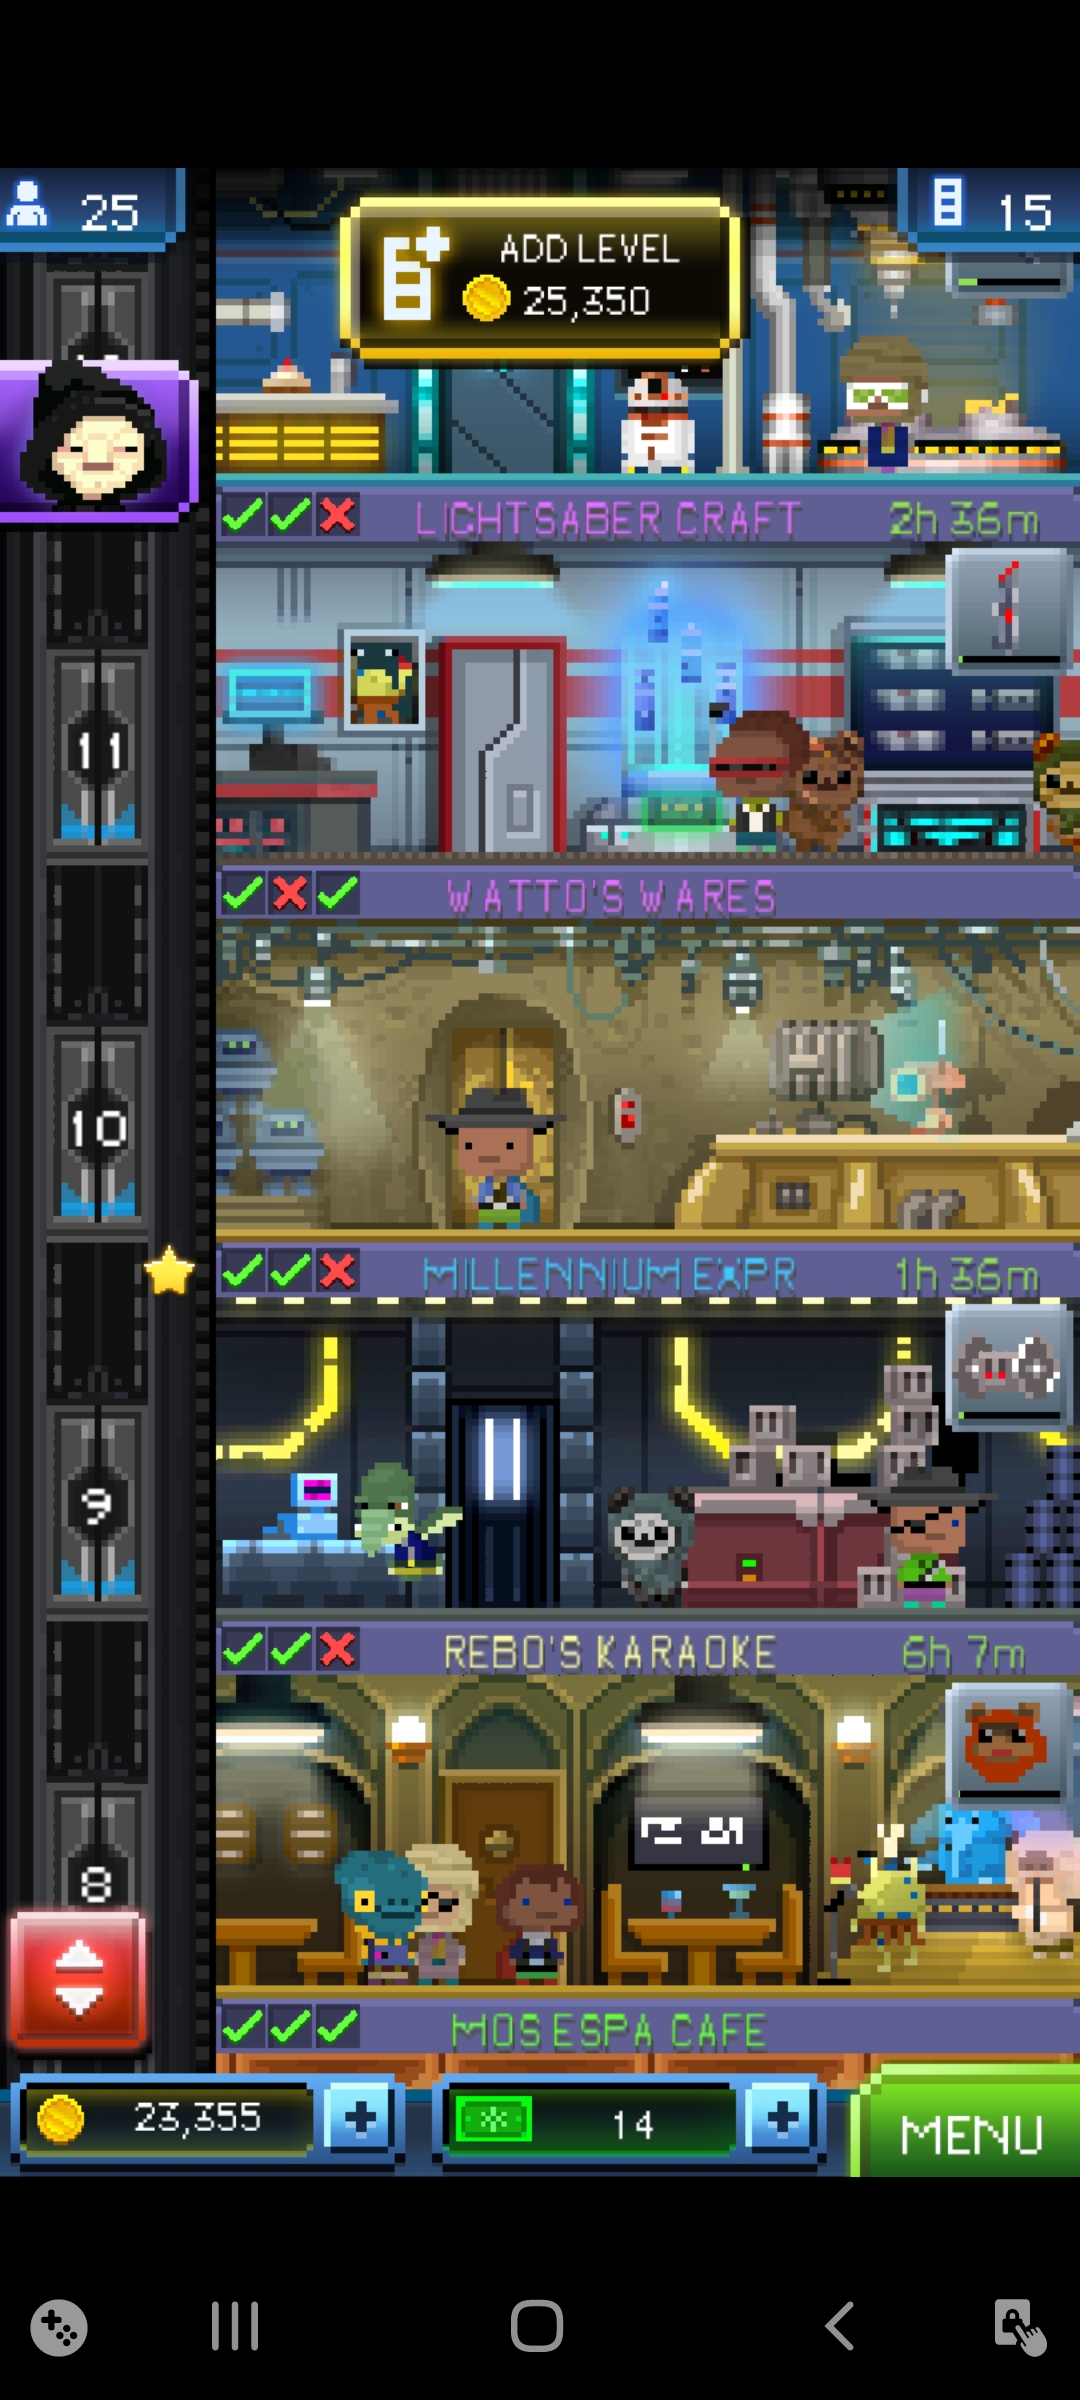 25
ADD LEVEL
25,350
15
LIGHTSABER CRAFT 2h 36m
11
WATTO'S WARES
10
MILLENNIUM EXPR 1h 36m
9
REBO'S KARAOKE 6h 7m
8
MOS ESPA CAFE
23,355
14
MENU